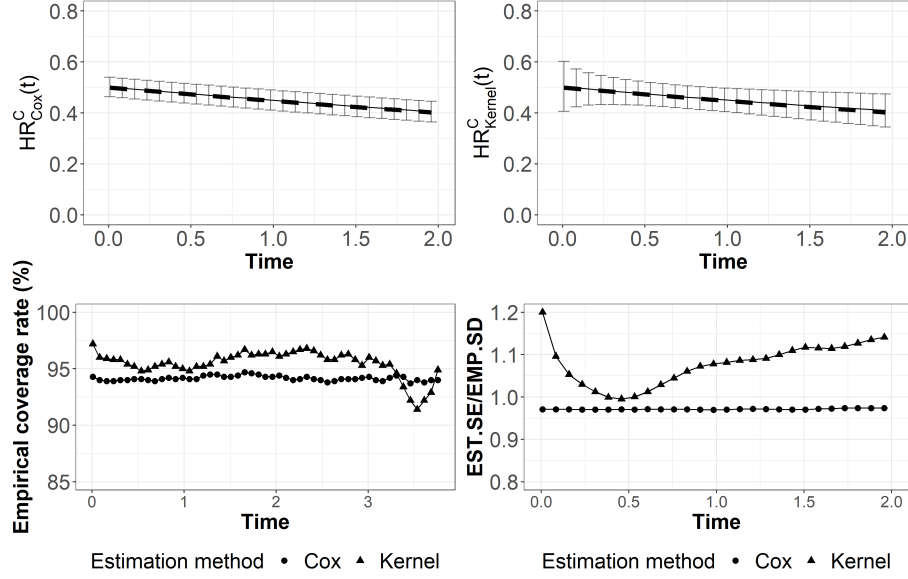 0.8
0.6
0.4
0.2
0.0
HR^C_Cox(t)
0.0 0.5 1.0 1.5 2.0
Time
0.8
0.6
0.4
0.2
0.0
HR^C_Kernel(t)
0.0 0.5 1.0 1.5 2.0
Time
100
95
90
85
Empirical coverage rate (%)
0 1 2 3
Time
Estimation method Cox Kernel
1.2
1.1
1.0
0.9
0.8
EST.SE/EMP.SD
0.0 0.5 1.0 1.5 2.0
Time
Estimation method Cox Kernel